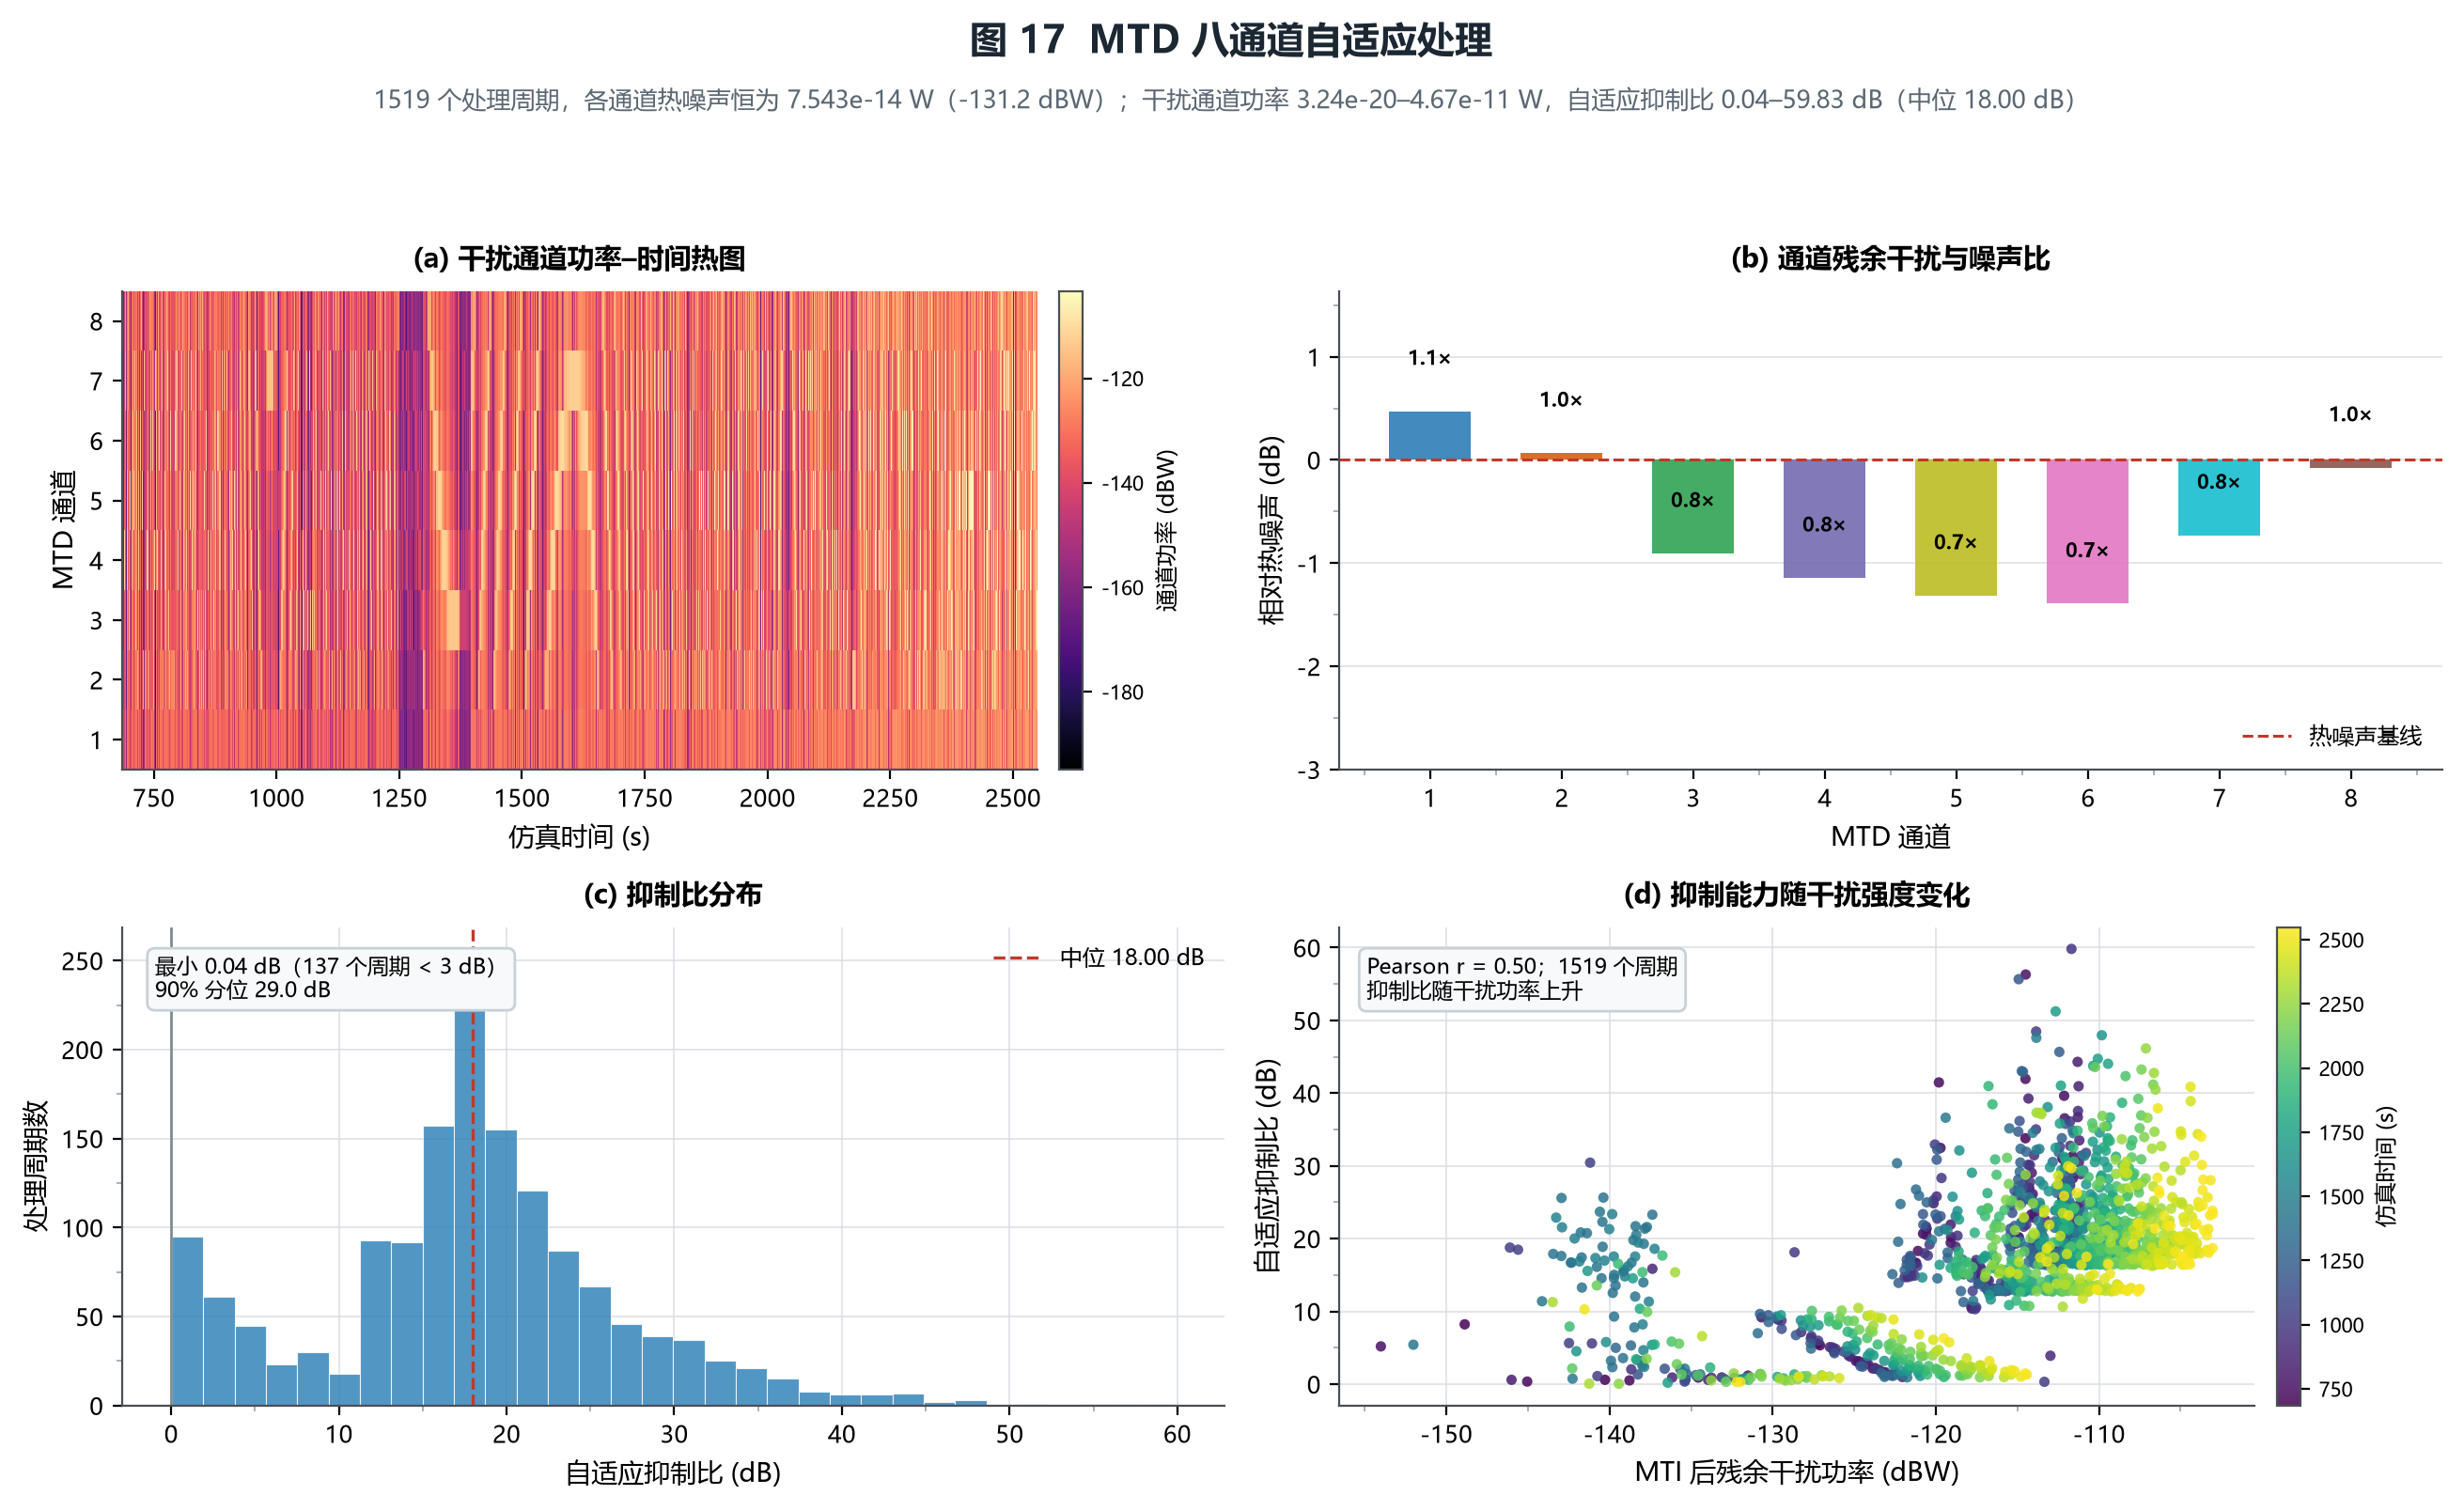 图 17 MTD 八通道自适应处理
1519 个处理周期，各通道热噪声恒为 7.543e-14 W（-131.2 dBW）；干扰通道功率 3.24e-20–4.67e-11 W，自适应抑制比 0.04–59.83 dB（中位 18.00 dB）
(a) 干扰通道功率–时间热图
MTD 通道
8
7
6
5
4
3
2
1
750 1000 1250 1500 1750 2000 2250 2500
仿真时间 (s)
-120
-140
-160
-180
通道功率 (dBW)
(b) 通道残余干扰与噪声比
相对热噪声 (dB)
1
0
-1
-2
-3
1.1×
1.0×
0.8×
0.8×
0.7×
0.7×
0.8×
1.0×
热噪声基线
1 2 3 4 5 6 7 8
MTD 通道
(c) 抑制比分布
处理周期数
250
200
150
100
50
0
最小 0.04 dB（137 个周期 < 3 dB）
90% 分位 29.0 dB
中位 18.00 dB
0 10 20 30 40 50 60
自适应抑制比 (dB)
(d) 抑制能力随干扰强度变化
自适应抑制比 (dB)
60
50
40
30
20
10
0
Pearson r = 0.50；1519 个周期
抑制比随干扰功率上升
-150 -140 -130 -120 -110
MTI 后残余干扰功率 (dBW)
2500
2250
2000
1750
1500
1250
1000
750
仿真时间 (s)